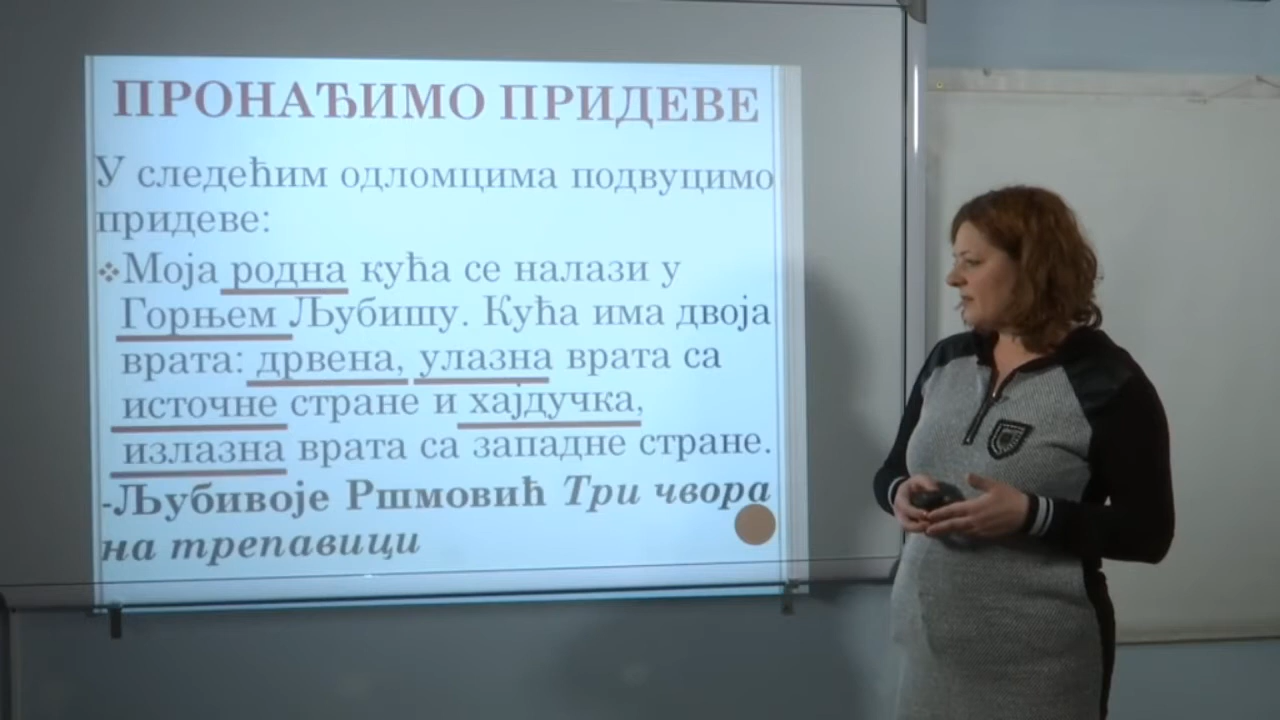 ПРОНАЂИМО ПРИДЕВЕ
У следећим одломцима подвуцимо
придеве:
❖Моја родна кућа се налази у
Горњем Љубишу. Кућа има двоја
врата: дрвена, улазна врата са
источне стране и хајдучка,
излазна врата са западне стране.
-Љубивоје Ршмовић Три чвора
на трепавици